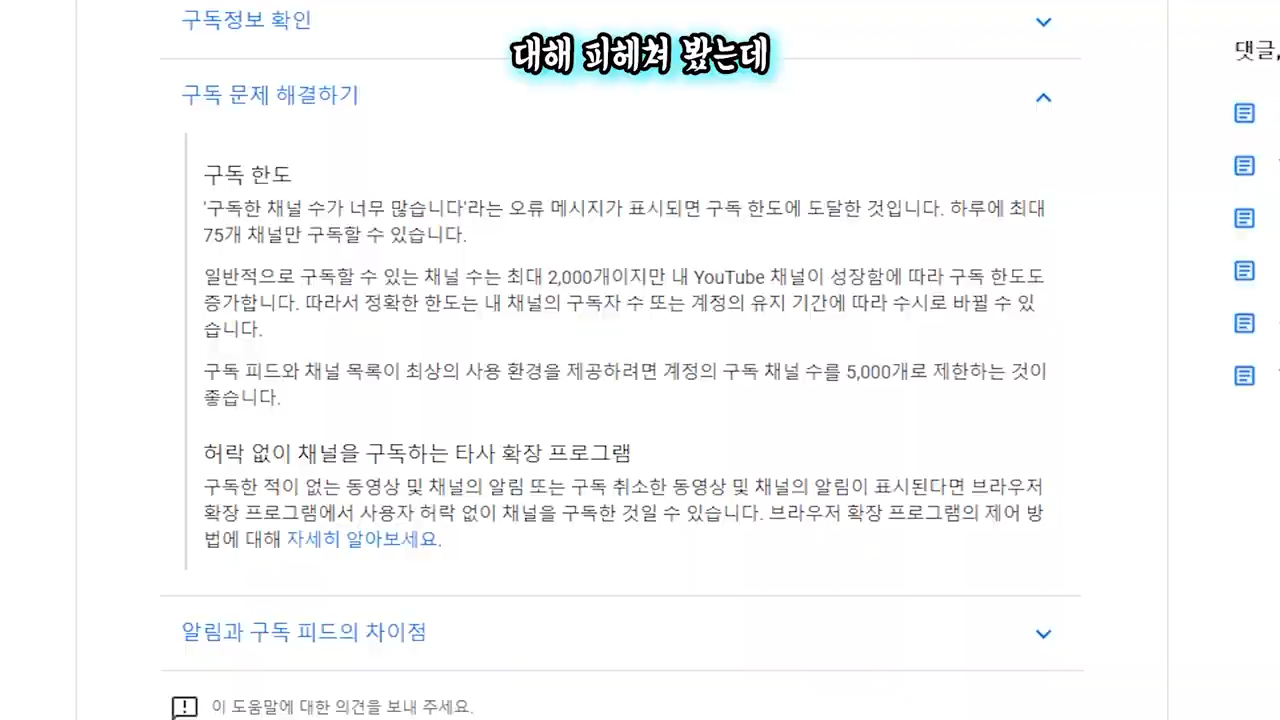 구독정보 확인
대해 피헤쳐 봤는데
댓글,
구독 문제 해결하기
구독 한도
'구독한 채널 수가 너무 많습니다'라는 오류 메시지가 표시되면 구독 한도에 도달한 것입니다. 하루에 최대
75개 채널만 구독할 수 있습니다.
일반적으로 구독할 수 있는 채널 수는 최대 2,000개이지만 내 YouTube 채널이 성장함에 따라 구독 한도도
증가합니다. 따라서 정확한 한도는 내 채널의 구독자 수 또는 계정의 유지 기간에 따라 수시로 바뀔 수 있
습니다.
구독 피드와 채널 목록이 최상의 사용 환경을 제공하려면 계정의 구독 채널 수를 5,000개로 제한하는 것이
좋습니다.
허락 없이 채널을 구독하는 타사 확장 프로그램
구독한 적이 없는 동영상 및 채널의 알림 또는 구독 취소한 동영상 및 채널의 알림이 표시된다면 브라우저
확장 프로그램에서 사용자 허락 없이 채널을 구독한 것일 수 있습니다. 브라우저 확장 프로그램의 제어 방
법에 대해 자세히 알아보세요.
알림과 구독 피드의 차이점
이 도움말에 대한 의견을 보내 주세요.